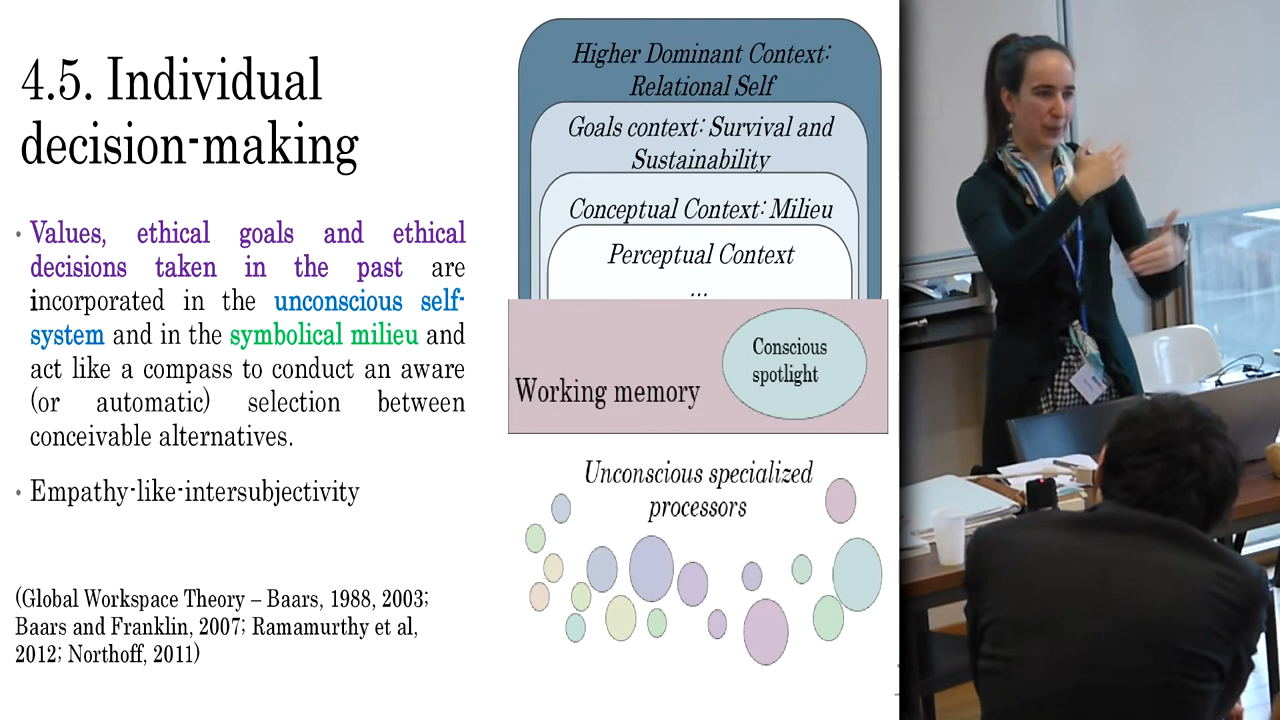 4.5. Individual
decision-making
• Values, ethical goals and ethical
decisions taken in the past are
incorporated in the unconscious self-
system and in the symbolical milieu and
act like a compass to conduct an aware
(or automatic) selection between
conceivable alternatives.
• Empathy-like-intersubjectivity
(Global Workspace Theory – Baars, 1988, 2003;
Baars and Franklin, 2007; Ramamurthy et al,
2012; Northoff, 2011)
Higher Dominant Context:
Relational Self
Goals context: Survival and
Sustainability
Conceptual Context: Milieu
Perceptual Context
...
Conscious
spotlight
Working memory
Unconscious specialized
processors